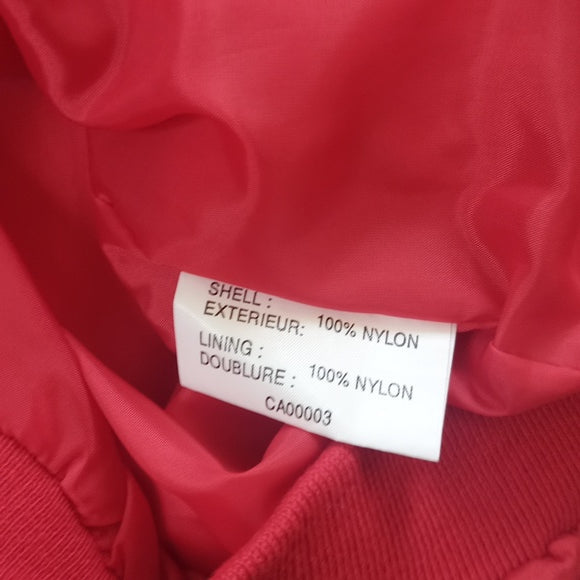 SHELL :
EXTERIEUR: 100% NYLON
LINING :
DOUBLURE : 100% NYLON
CA00003